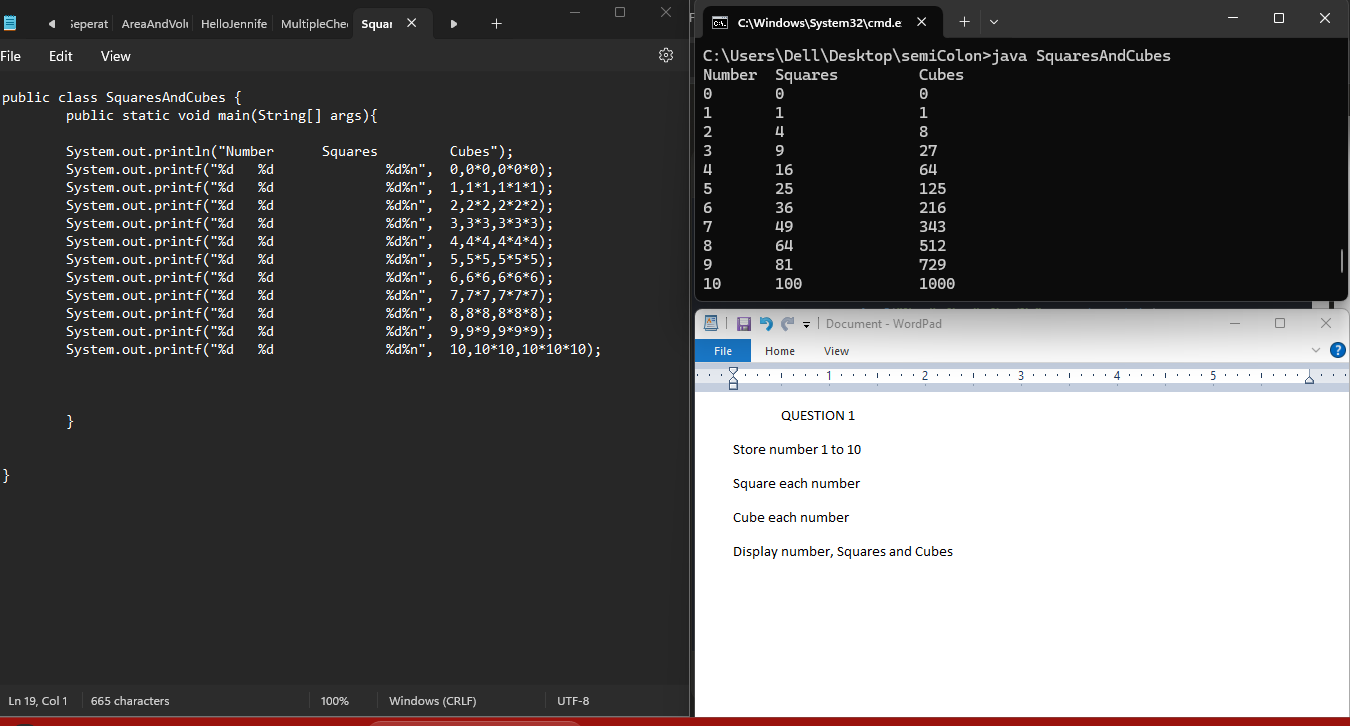 Seperat AreaAndVolu HelloJennife MultipleChec Squar
File Edit View
public class SquaresAndCubes {
public static void main(String[] args){
System.out.println("Number Squares Cubes");
System.out.printf("%d %d %d%n", 0,0*0,0*0*0);
System.out.printf("%d %d %d%n", 1,1*1,1*1*1);
System.out.printf("%d %d %d%n", 2,2*2,2*2*2);
System.out.printf("%d %d %d%n", 3,3*3,3*3*3);
System.out.printf("%d %d %d%n", 4,4*4,4*4*4);
System.out.printf("%d %d %d%n", 5,5*5,5*5*5);
System.out.printf("%d %d %d%n", 6,6*6,6*6*6);
System.out.printf("%d %d %d%n", 7,7*7,7*7*7);
System.out.printf("%d %d %d%n", 8,8*8,8*8*8);
System.out.printf("%d %d %d%n", 9,9*9,9*9*9);
System.out.printf("%d %d %d%n", 10,10*10,10*10*10);
}
}
Ln 19, Col 1 665 characters 100% Windows (CRLF) UTF-8
C:\Windows\System32\cmd.e
C:\Users\Dell\Desktop\semiColon>java SquaresAndCubes
Number Squares Cubes
0 0 0
1 1 1
2 4 8
3 9 27
4 16 64
5 25 125
6 36 216
7 49 343
8 64 512
9 81 729
10 100 1000
Document - WordPad
File Home View
1 2 3 4 5
QUESTION 1
Store number 1 to 10
Square each number
Cube each number
Display number, Squares and Cubes